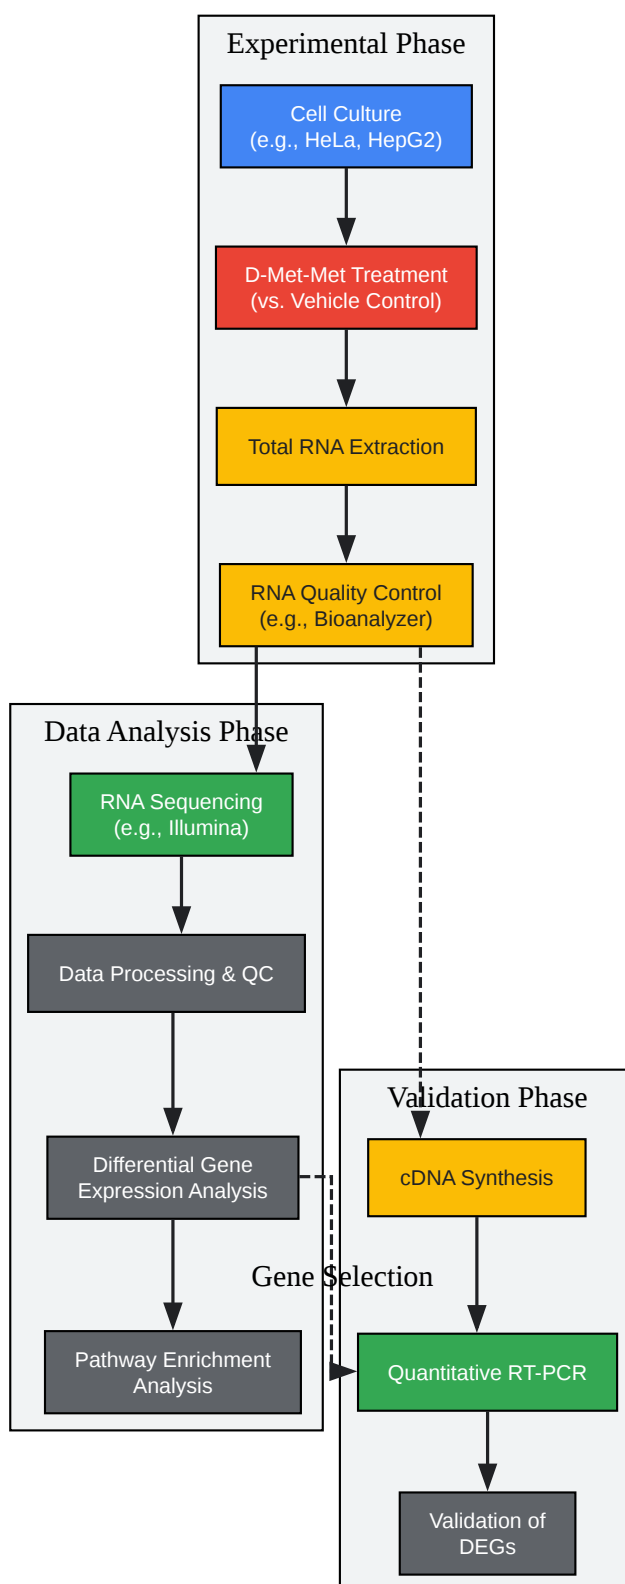 Experimental Phase
Cell Culture
(e.g., HeLa, HepG2)
D-Met-Met Treatment
(vs. Vehicle Control)
Total RNA Extraction
RNA Quality Control
(e.g., Bioanalyzer)
Data Analysis Phase
RNA Sequencing
(e.g., Illumina)
Data Processing & QC
Differential Gene
Expression Analysis
Pathway Enrichment
Analysis
Gene Selection
Validation Phase
cDNA Synthesis
Quantitative RT-PCR
Validation of
DEGs